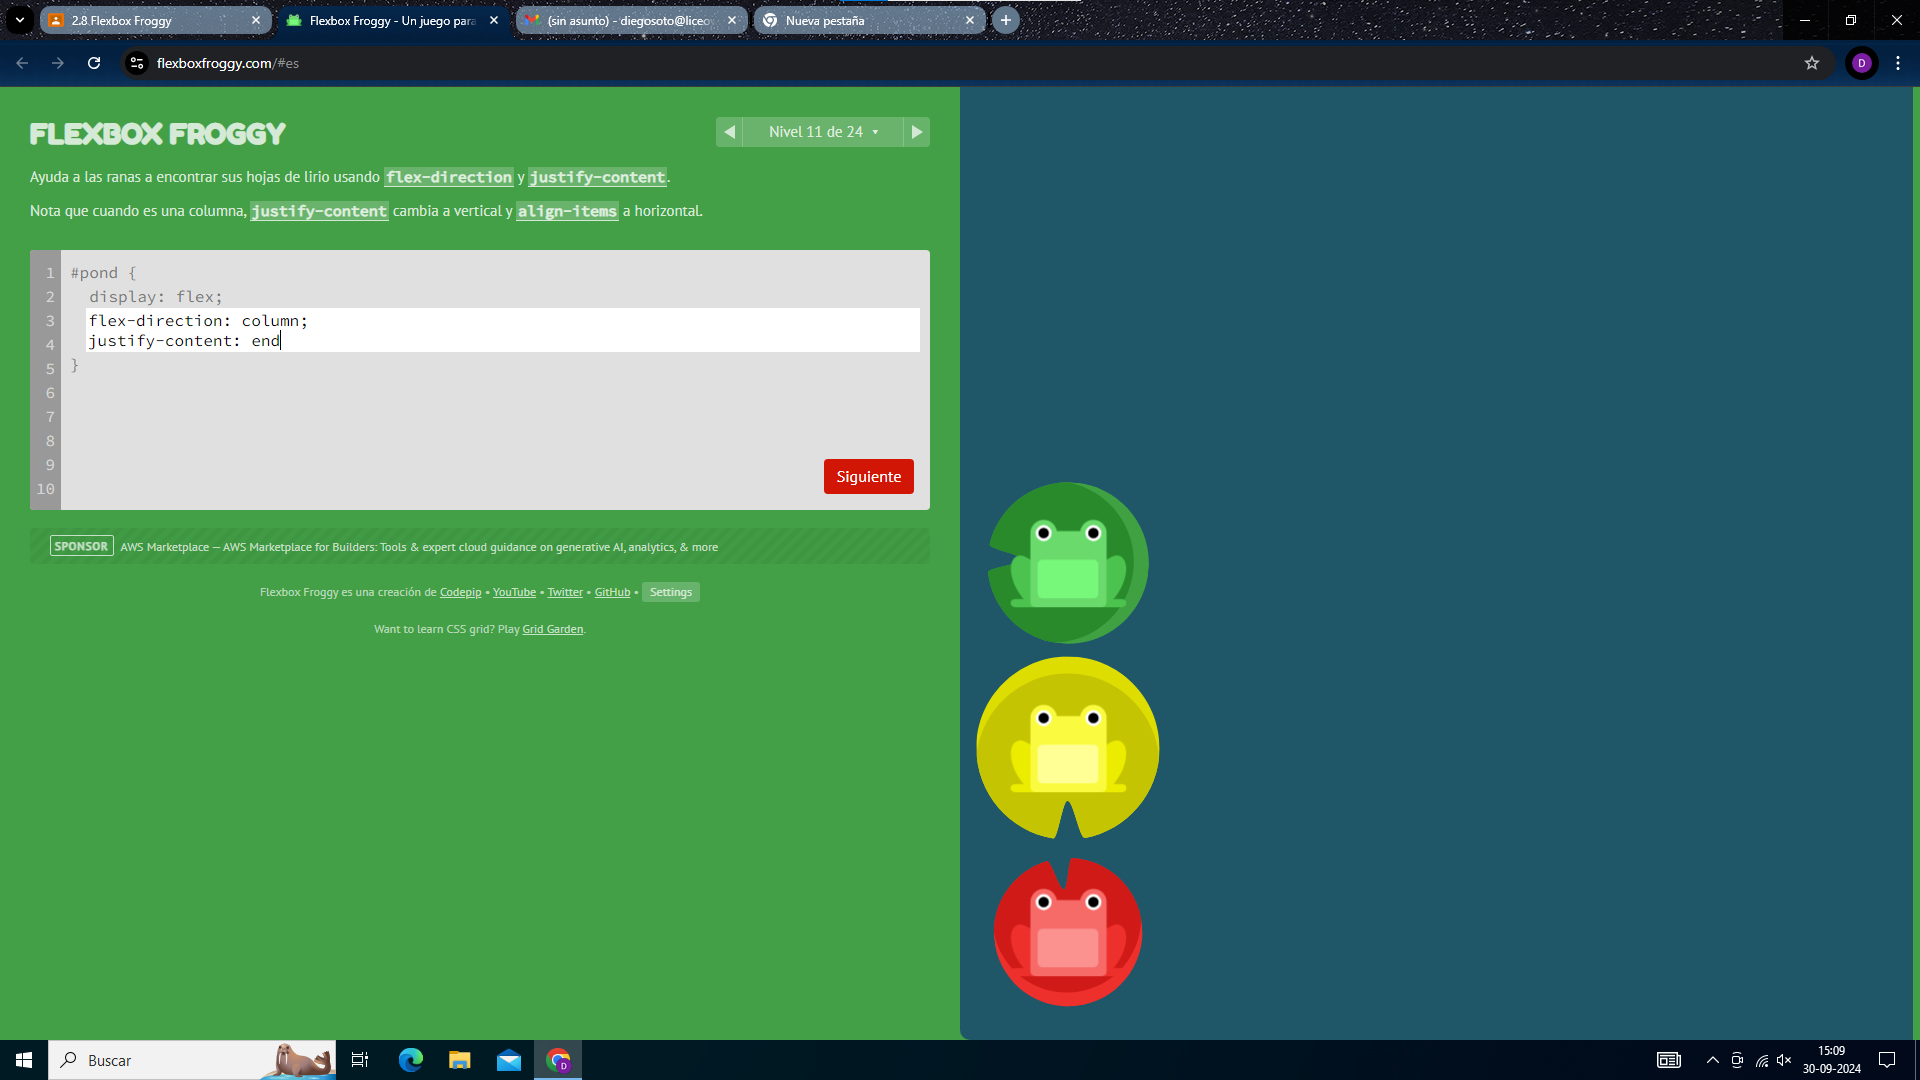 2.8 Flexbox Froggy
Flexbox Froggy - Un juego para
(sin asunto) - diegosoto@liceo
Nueva pestaña
flexboxfroggy.com/#es
D
FLEXBOX FROGGY
Nivel 11 de 24
Ayuda a las ranas a encontrar sus hojas de lirio usando flex-direction y justify-content.
Nota que cuando es una columna, justify-content cambia a vertical y align-items a horizontal.
1 #pond {
2 display: flex;
3 flex-direction: column;
4 justify-content: end
5 }
6
7
8
9
10
Siguiente
SPONSOR AWS Marketplace — AWS Marketplace for Builders: Tools & expert cloud guidance on generative AI, analytics, & more
Flexbox Froggy es una creación de Codepip • YouTube • Twitter • GitHub • Settings
Want to learn CSS grid? Play Grid Garden.
Buscar
D
15:09
30-09-2024